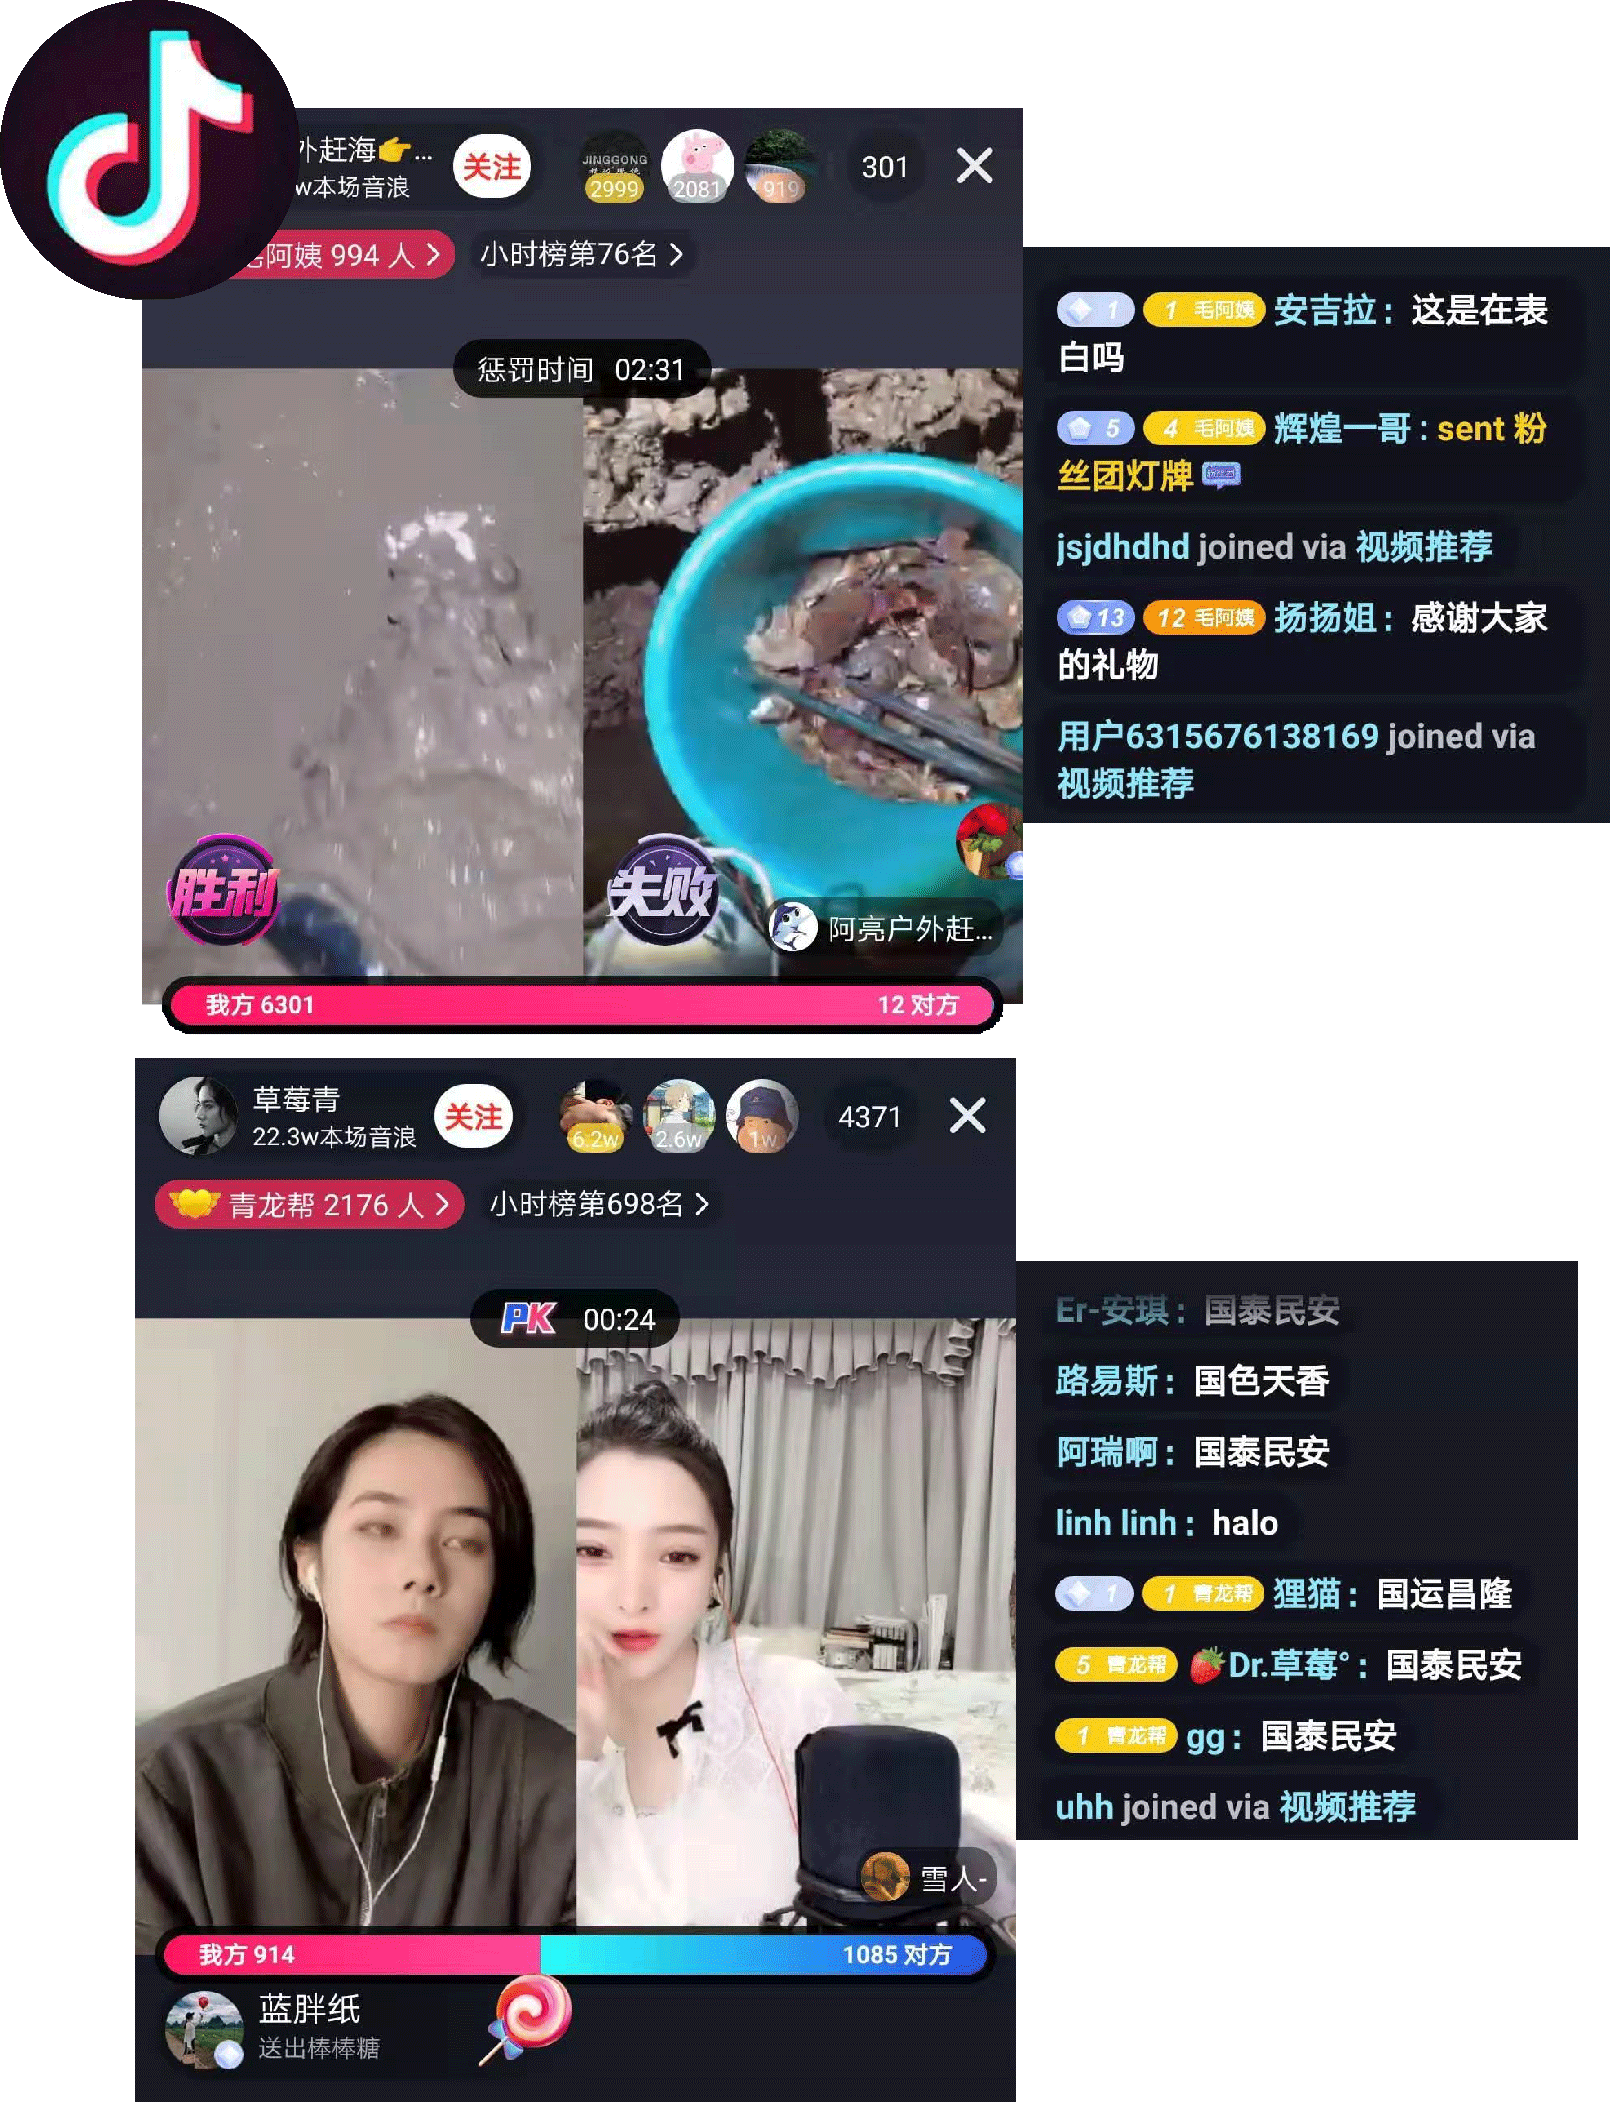 外赶海👉...
关注
JINGGONG
2999
2081
919
301
w本场音浪
毛阿姨 994 人 >
小时榜第76名 >
惩罚时间 02:31
胜利
失败
阿亮户外赶...
我方 6301
12 对方
1 1 毛阿姨 安吉拉: 这是在表
白吗
5 4 毛阿姨 辉煌一哥: sent 粉
丝团灯牌
jsjdhdhd joined via 视频推荐
13 12 毛阿姨 扬扬姐: 感谢大家
的礼物
用户6315676138169 joined via
视频推荐
草莓青
22.3w本场音浪
关注
6.2w
2.6w
1w
4371
青龙帮 2176 人 >
小时榜第698名 >
PK 00:24
雪人-
我方 914
1085 对方
蓝胖纸
送出棒棒糖
Er-安琪: 国泰民安
路易斯: 国色天香
阿瑞啊: 国泰民安
linh linh: halo
1 1 青龙帮 狸猫: 国运昌隆
5 青龙帮 🍓Dr.草莓°: 国泰民安
1 青龙帮 gg: 国泰民安
uhh joined via 视频推荐